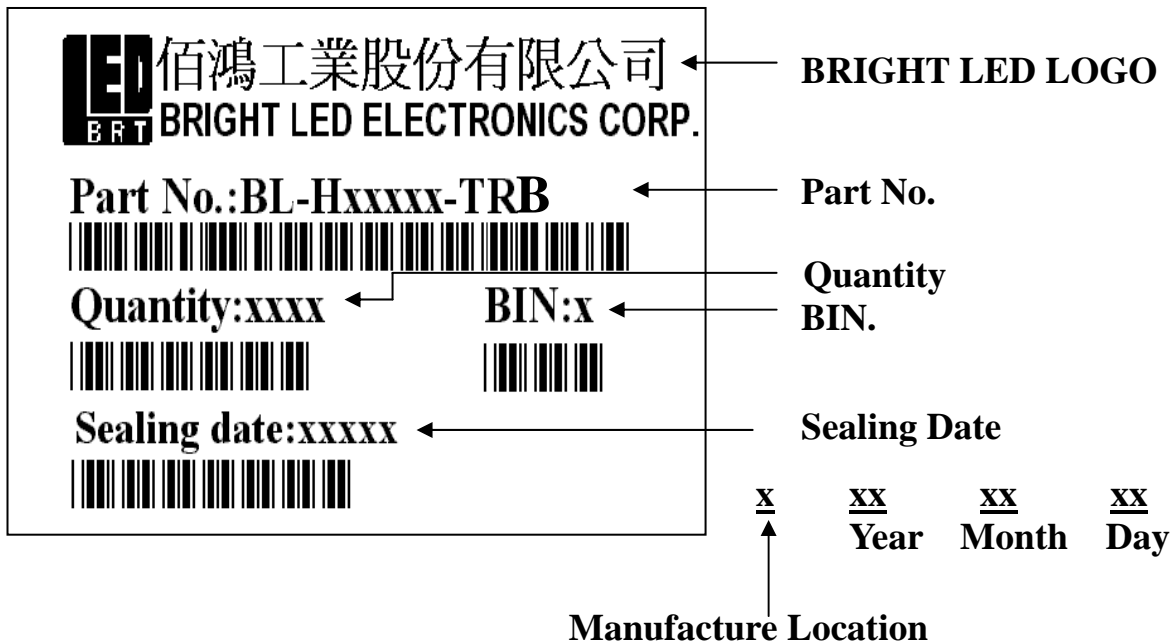 LED 佰鴻工業股份有限公司
BRT BRIGHT LED ELECTRONICS CORP.
BRIGHT LED LOGO
Part No.:BL-Hxxxxx-TRB
Part No.
Quantity:xxxx
Quantity
BIN:x
BIN.
Sealing date:xxxxx
Sealing Date
x xx xx xx
Year Month Day
Manufacture Location